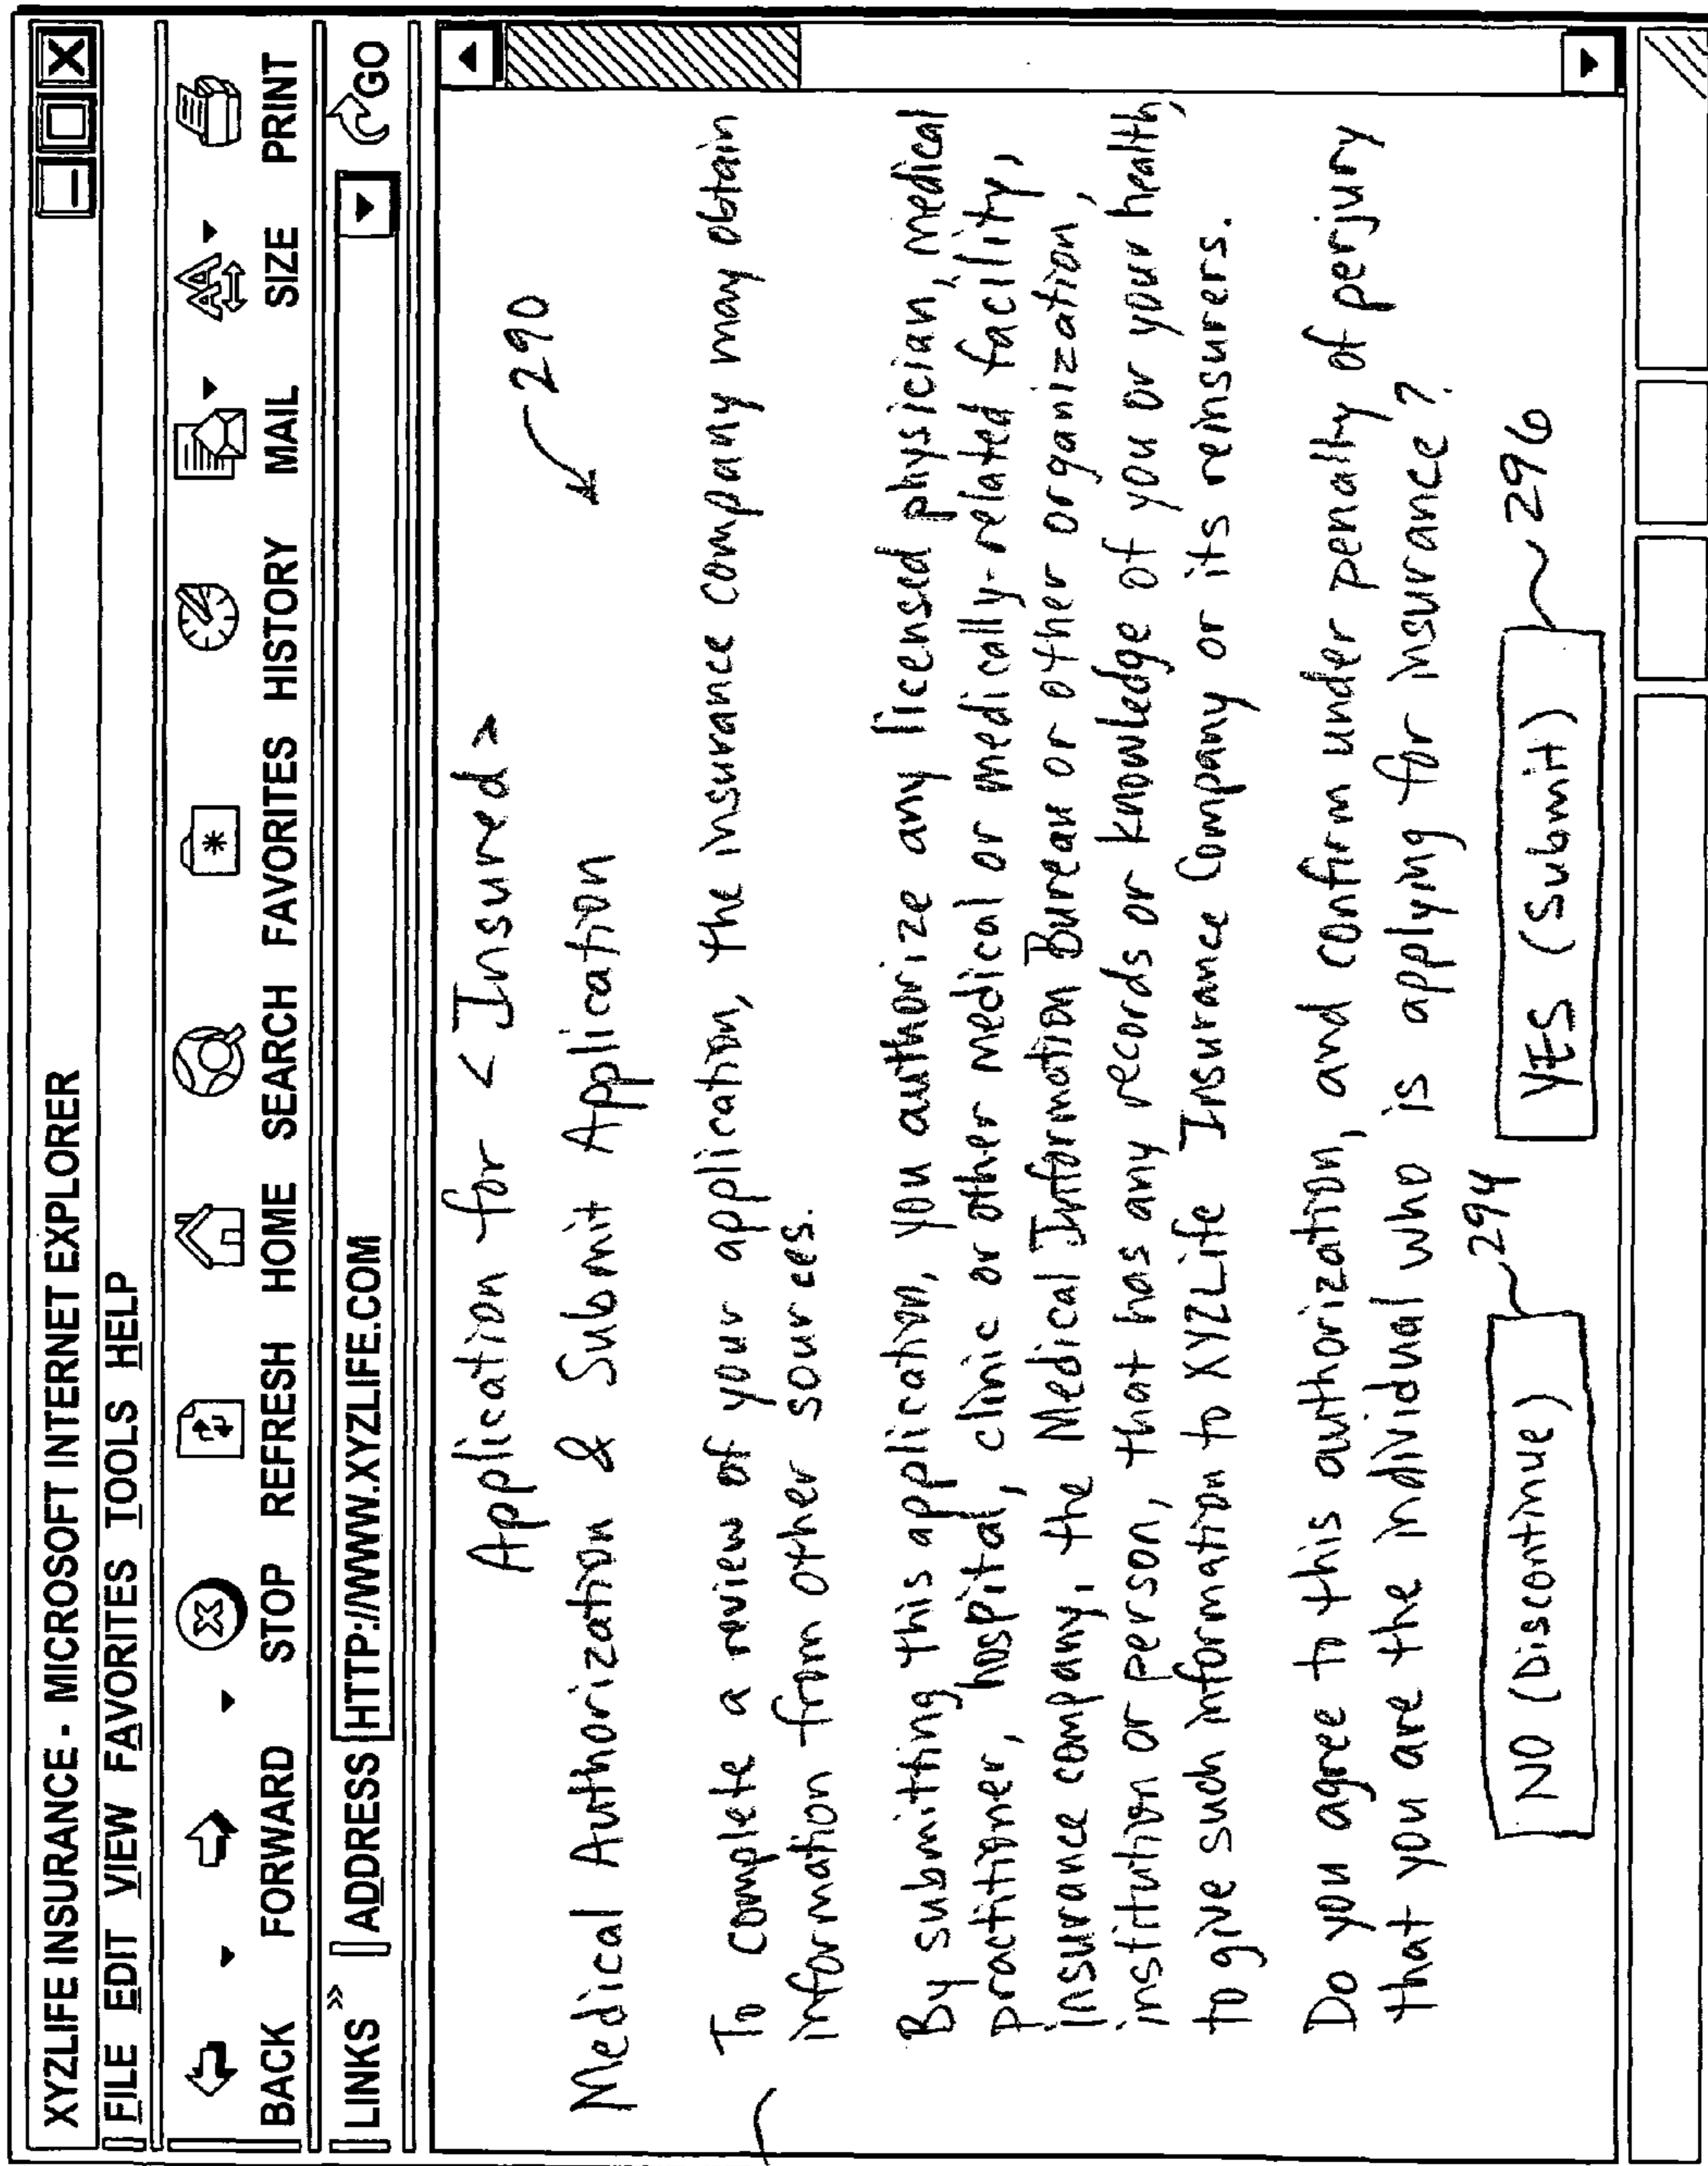 XYZLIFE INSURANCE - MICROSOFT INTERNET EXPLORER
FILE EDIT VIEW FAVORITES TOOLS HELP
BACK FORWARD STOP REFRESH HOME SEARCH FAVORITES HISTORY MAIL SIZE PRINT
LINKS » ADDRESS HTTP://WWW.XYZLIFE.COM GO
Application for <Insured>
290
Medical Authorization & Submit Application
To complete a review of your application, the insurance company may obtain
information from other sources.
By submitting this application, you authorize any licensed physician, medical
practitioner, hospital, clinic or other medical or medically-related facility,
insurance company, the Medical Information Bureau or other organization,
institution or person, that has any records or knowledge of you or your health,
to give such information to XYZLife Insurance Company or its reinsurers.
Do you agree to this authorization, and confirm under penalty of perjury
that you are the individual who is applying for insurance?
NO (Discontinue) 294 YES (Submit) 296